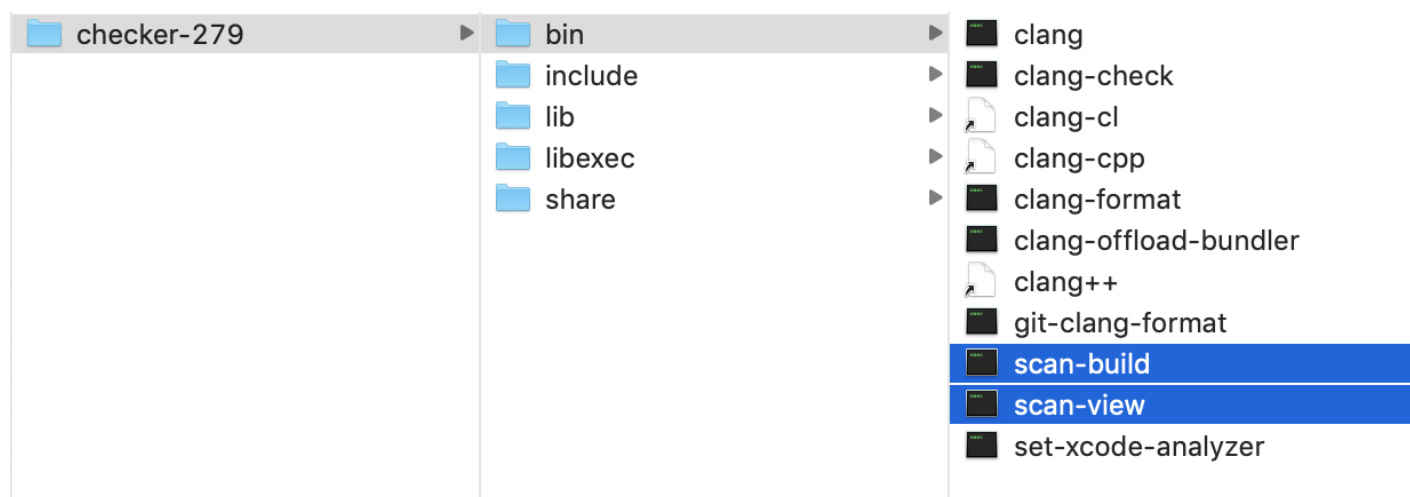 checker-279
bin
include
lib
libexec
share
clang
clang-check
clang-cl
clang-cpp
clang-format
clang-offload-bundler
clang++
git-clang-format
scan-build
scan-view
set-xcode-analyzer